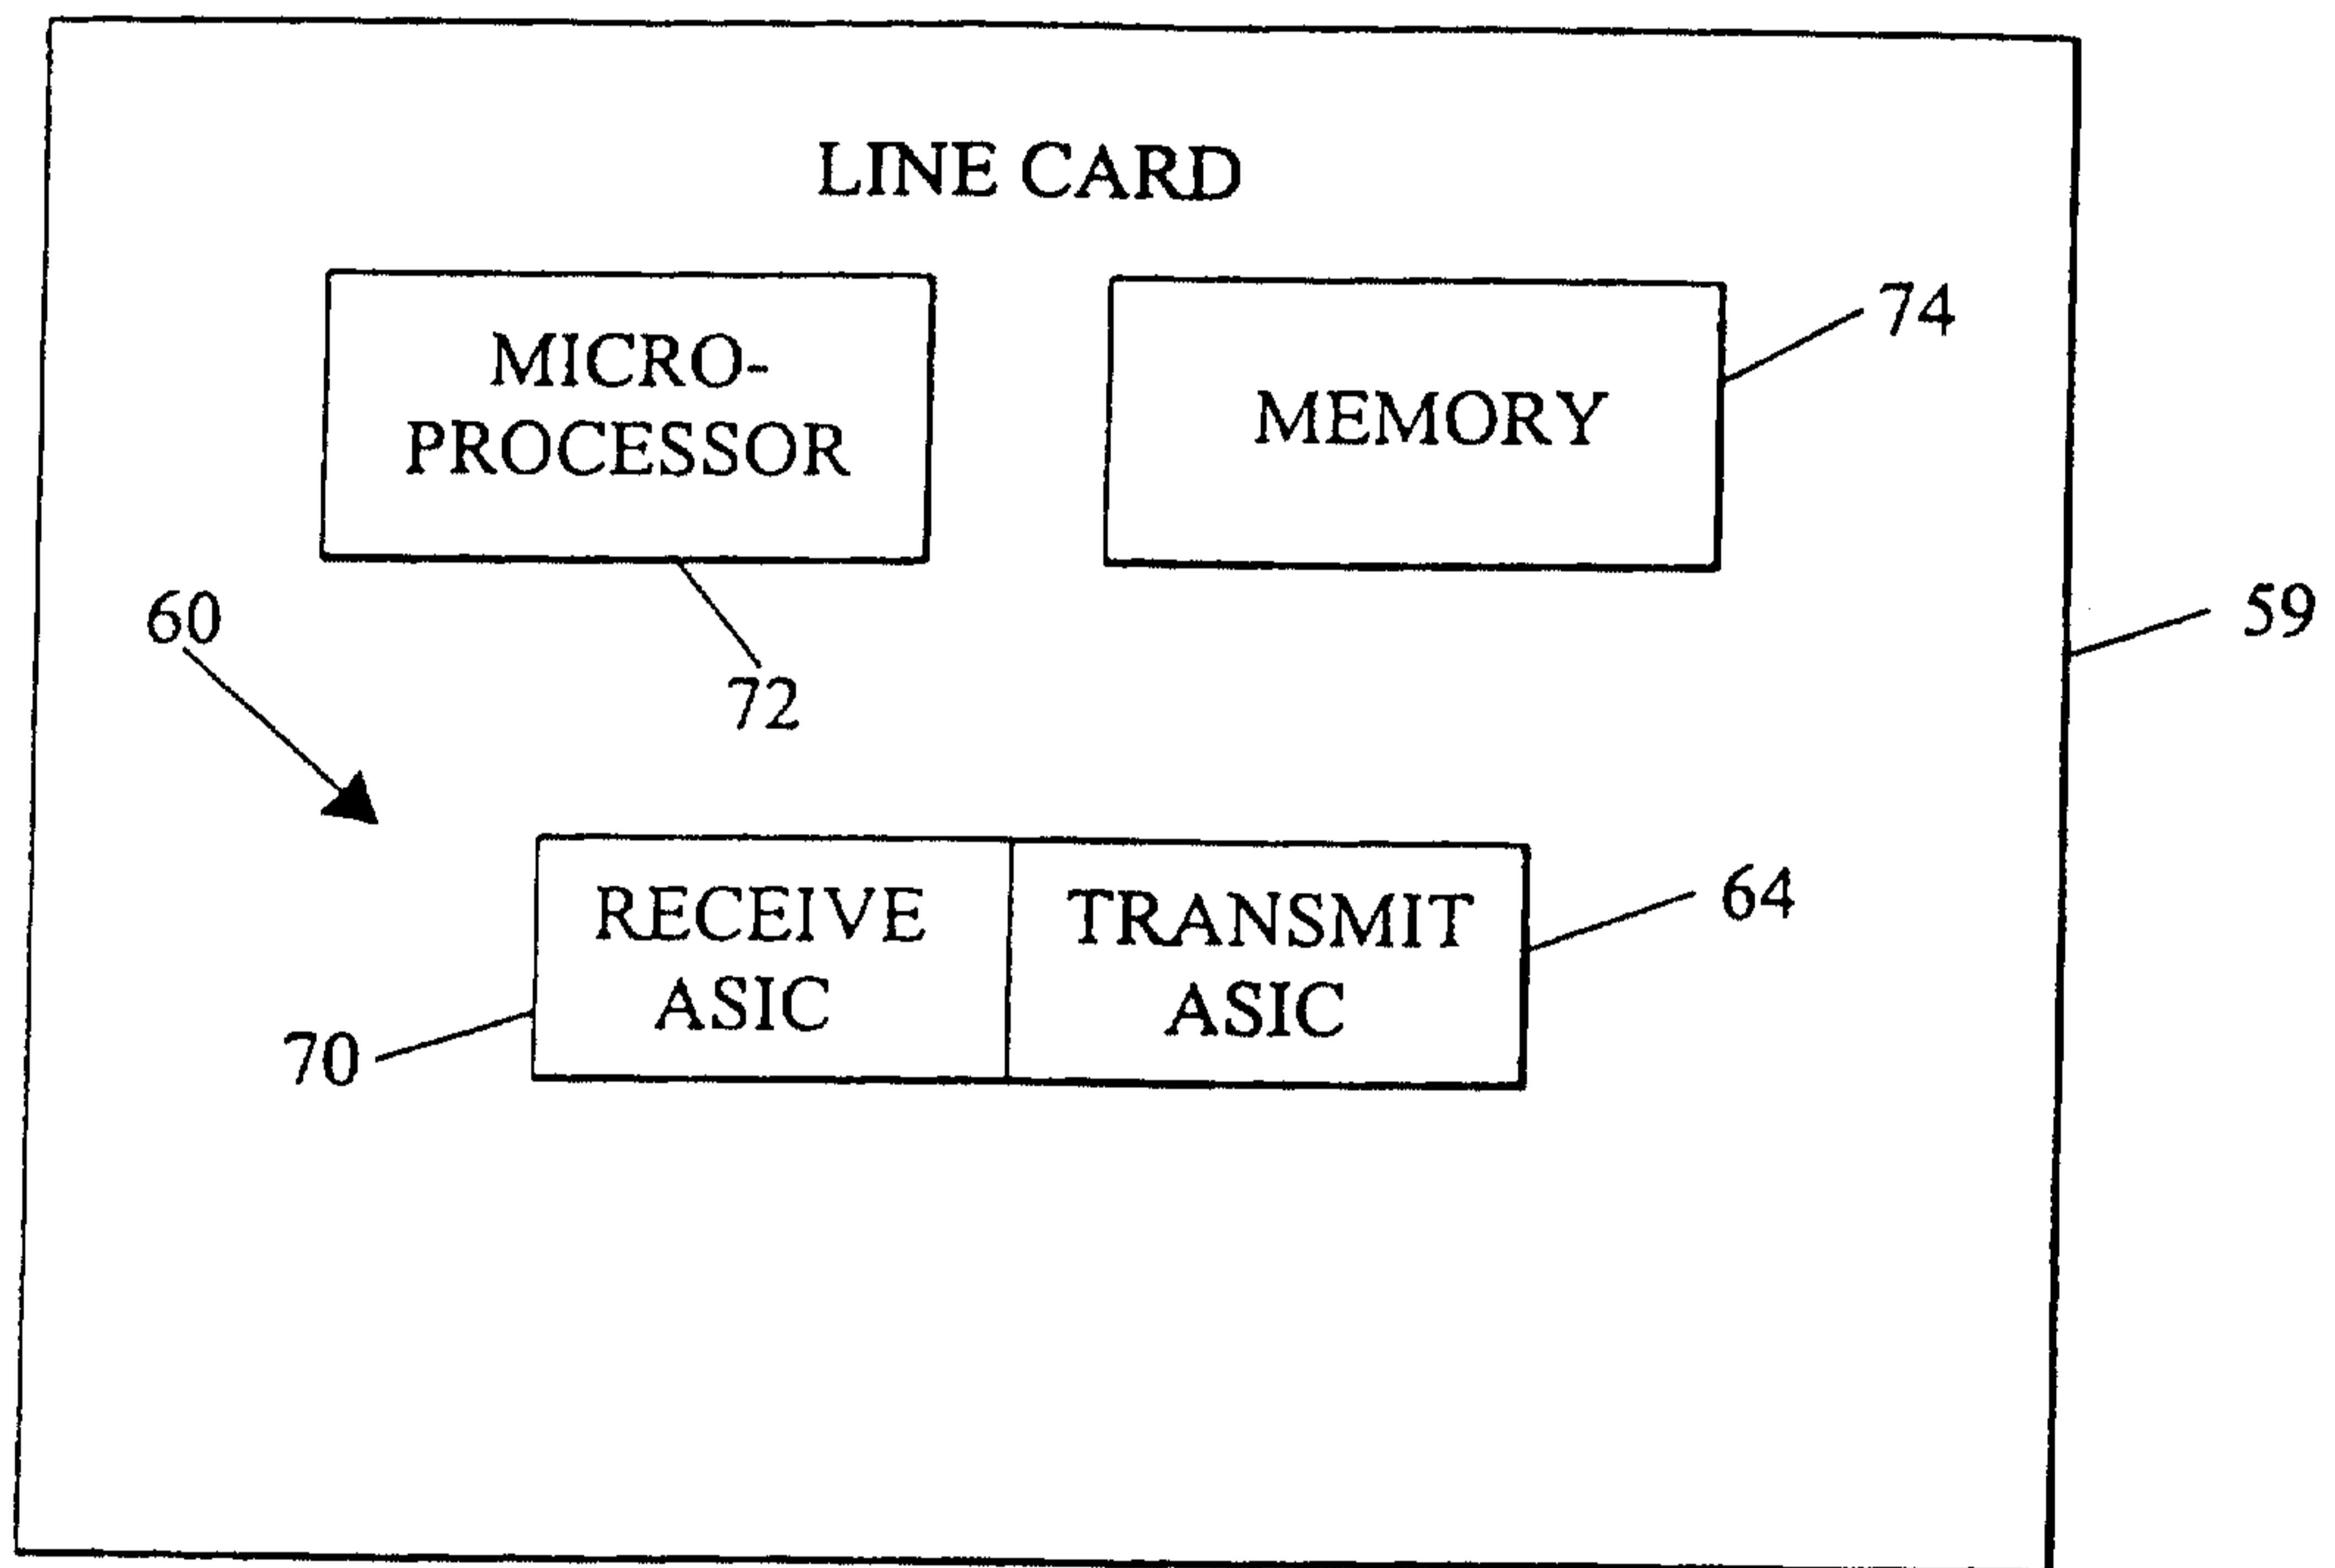 LINE CARD
MICRO-
PROCESSOR
MEMORY
74
60
72
59
RECEIVE
ASIC
TRANSMIT
ASIC
64
70